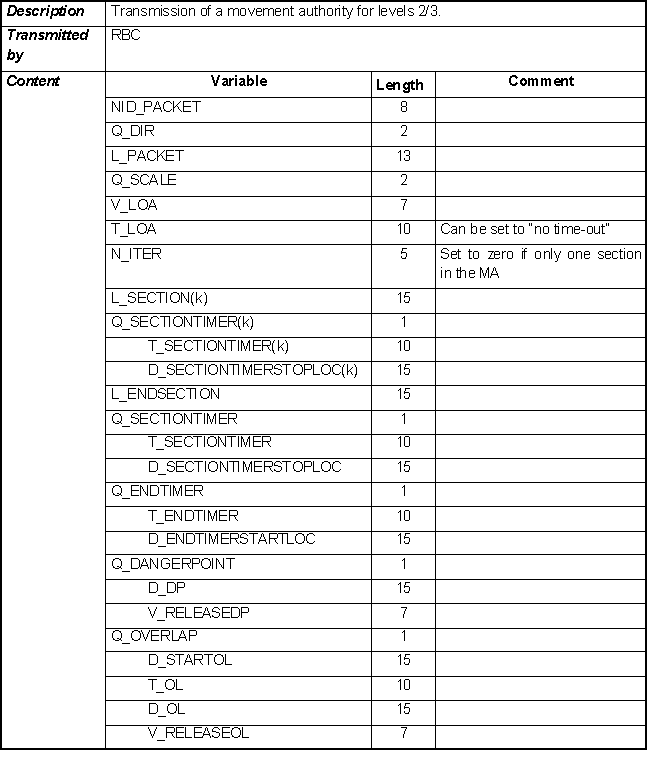 Description Transmission of a movement authority for levels 2/3.
Transmitted by RBC
Content Variable Length Comment
NID_PACKET 8
Q_DIR 2
L_PACKET 13
Q_SCALE 2
V_LOA 7
T_LOA 10 Can be set to "no time-out"
N_ITER 5 Set to zero if only one section
in the MA
L_SECTION(k) 15
Q_SECTIONTIMER(k) 1
T_SECTIONTIMER(k) 10
D_SECTIONTIMERSTOPLOC(k) 15
L_ENDSECTION 15
Q_SECTIONTIMER 1
T_SECTIONTIMER 10
D_SECTIONTIMERSTOPLOC 15
Q_ENDTIMER 1
T_ENDTIMER 10
D_ENDTIMERSTARTLOC 15
Q_DANGERPOINT 1
D_DP 15
V_RELEASEDP 7
Q_OVERLAP 1
D_STARTOL 15
T_OL 10
D_OL 15
V_RELEASEOL 7